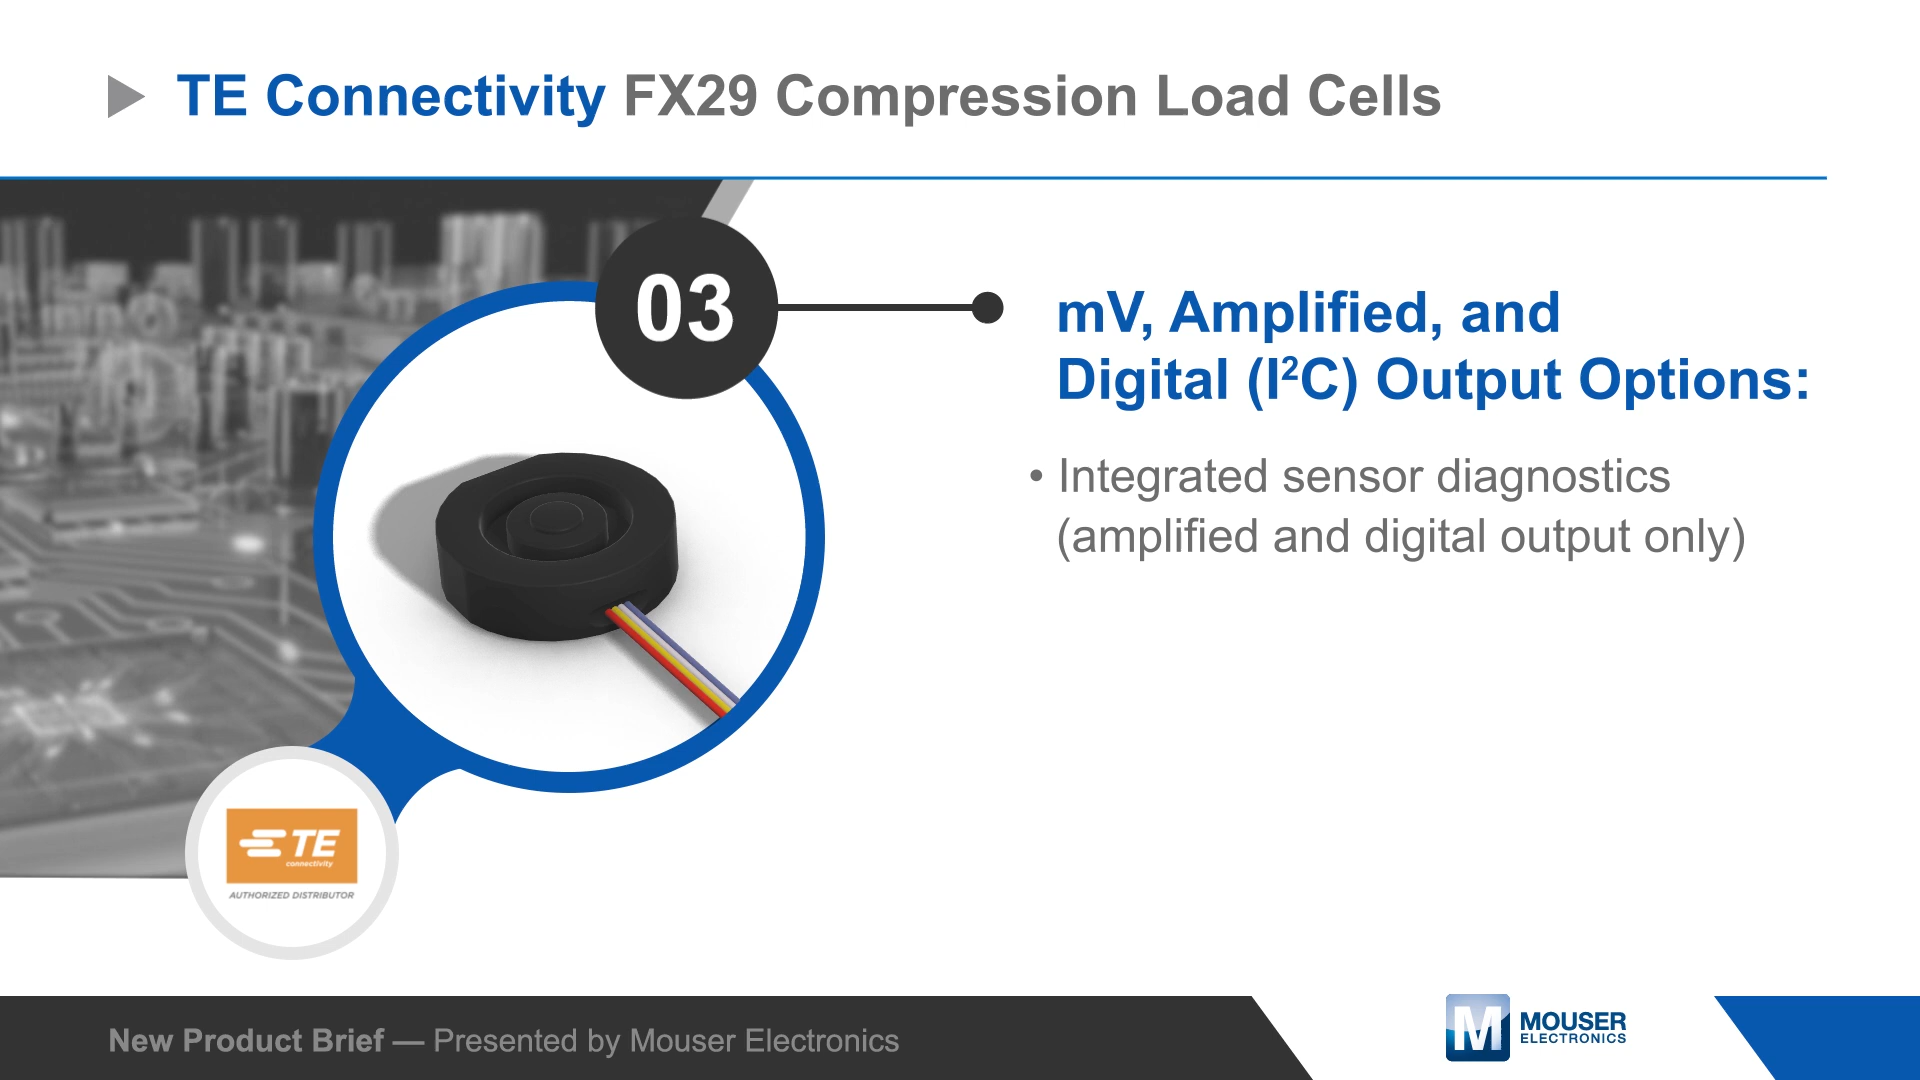 TE Connectivity FX29 Compression Load Cells
03
mV, Amplified, and
Digital (I²C) Output Options:
• Integrated sensor diagnostics
(amplified and digital output only)
TE
connectivity
AUTHORIZED DISTRIBUTOR
New Product Brief — Presented by Mouser Electronics
M
MOUSER
ELECTRONICS